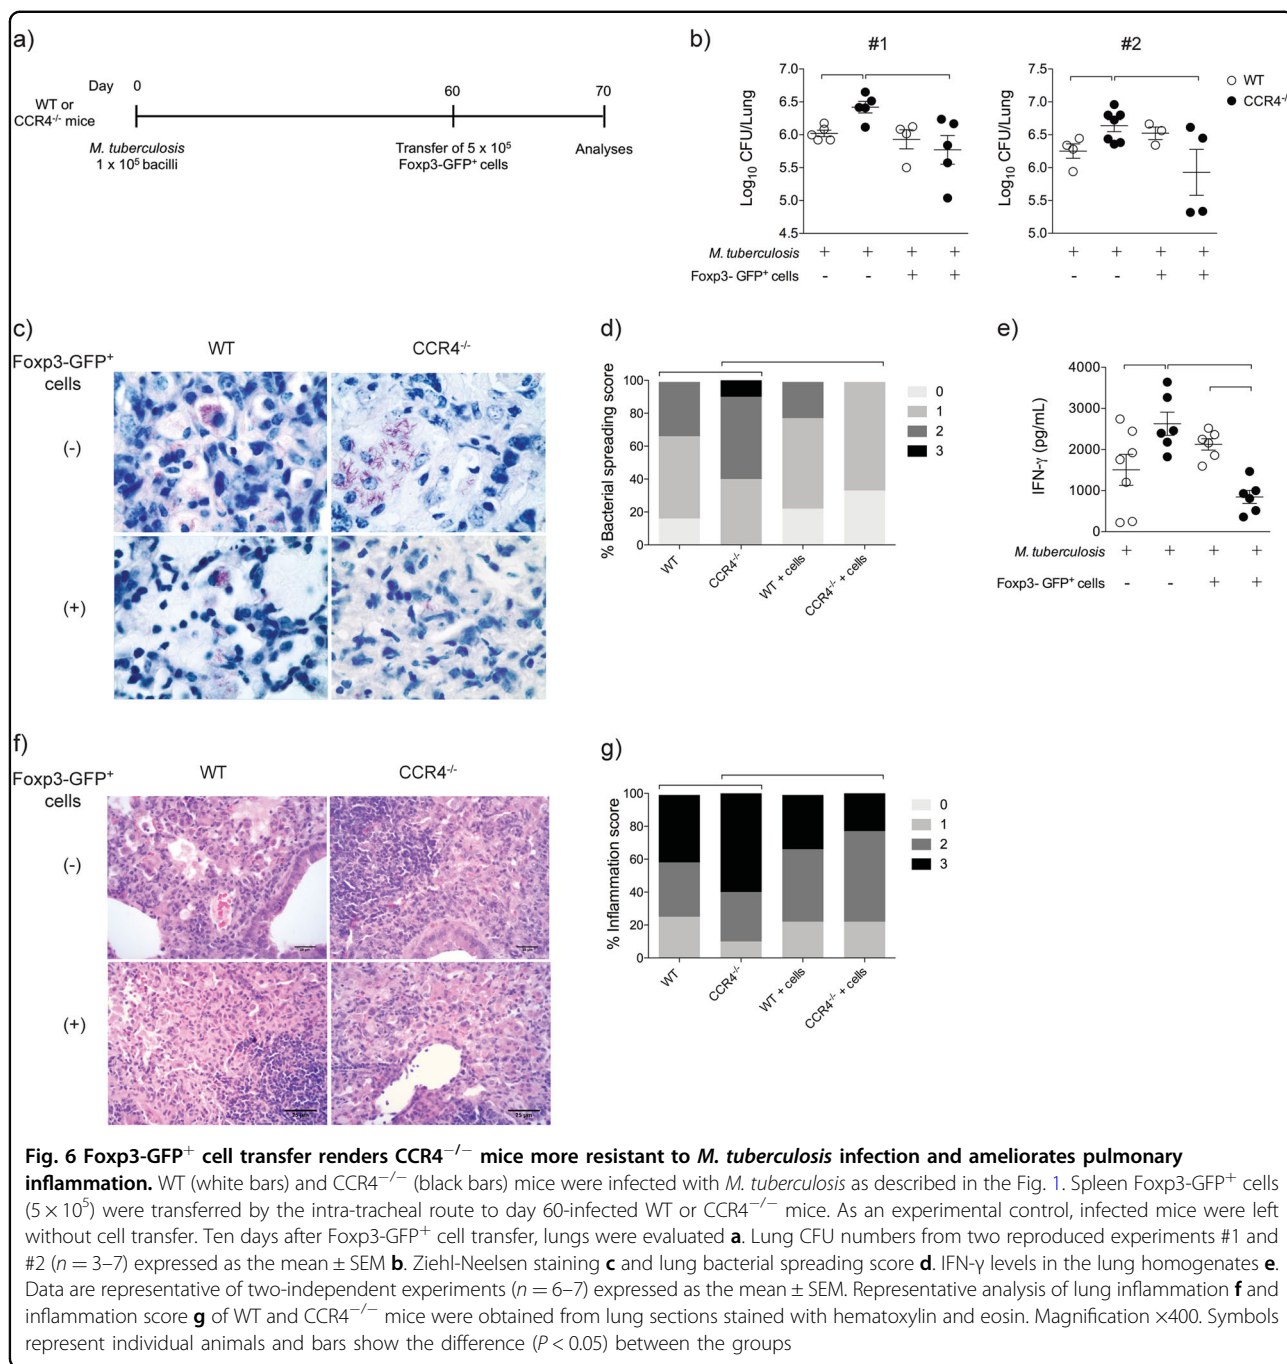 a)
Day 0 60 70
WT or
CCR4⁻/⁻ mice
M. tuberculosis
1 x 10⁵ bacilli
Transfer of 5 x 10⁵
Foxp3-GFP⁺ cells
Analyses
b)
#1
Log₁₀ CFU/Lung
7.0
6.5
6.0
5.5
5.0
4.5
M. tuberculosis + + + +
Foxp3- GFP⁺ cells - - + +
#2
Log₁₀ CFU/Lung
7.5
7.0
6.5
6.0
5.5
5.0
+ + + +
- - + +
WT
CCR4⁻/
c)
Foxp3-GFP⁺
cells
WT CCR4⁻/⁻
(-)
(+)
d)
% Bacterial spreading score
100
80
60
40
20
0
WT CCR4⁻/⁻ WT + cells CCR4⁻/⁻ + cells
0
1
2
3
e)
IFN-γ (pg/mL)
4000
3000
2000
1000
0
M. tuberculosis + + + +
Foxp3- GFP⁺ cells - - + +
f)
Foxp3-GFP⁺
cells
WT CCR4⁻/⁻
(-)
(+)
25 µm
g)
% Inflammation score
100
80
60
40
20
0
WT CCR4⁻/⁻ WT + cells CCR4⁻/⁻ + cells
0
1
2
3
Fig. 6 Foxp3-GFP⁺ cell transfer renders CCR4⁻/⁻ mice more resistant to M. tuberculosis infection and ameliorates pulmonary
inflammation. WT (white bars) and CCR4⁻/⁻ (black bars) mice were infected with M. tuberculosis as described in the Fig. 1. Spleen Foxp3-GFP⁺ cells
(5 × 10⁵) were transferred by the intra-tracheal route to day 60-infected WT or CCR4⁻/⁻ mice. As an experimental control, infected mice were left
without cell transfer. Ten days after Foxp3-GFP⁺ cell transfer, lungs were evaluated a. Lung CFU numbers from two reproduced experiments #1 and
#2 (n = 3–7) expressed as the mean ± SEM b. Ziehl-Neelsen staining c and lung bacterial spreading score d. IFN-γ levels in the lung homogenates e.
Data are representative of two-independent experiments (n = 6–7) expressed as the mean ± SEM. Representative analysis of lung inflammation f and
inflammation score g of WT and CCR4⁻/⁻ mice were obtained from lung sections stained with hematoxylin and eosin. Magnification ×400. Symbols
represent individual animals and bars show the difference (P < 0.05) between the groups